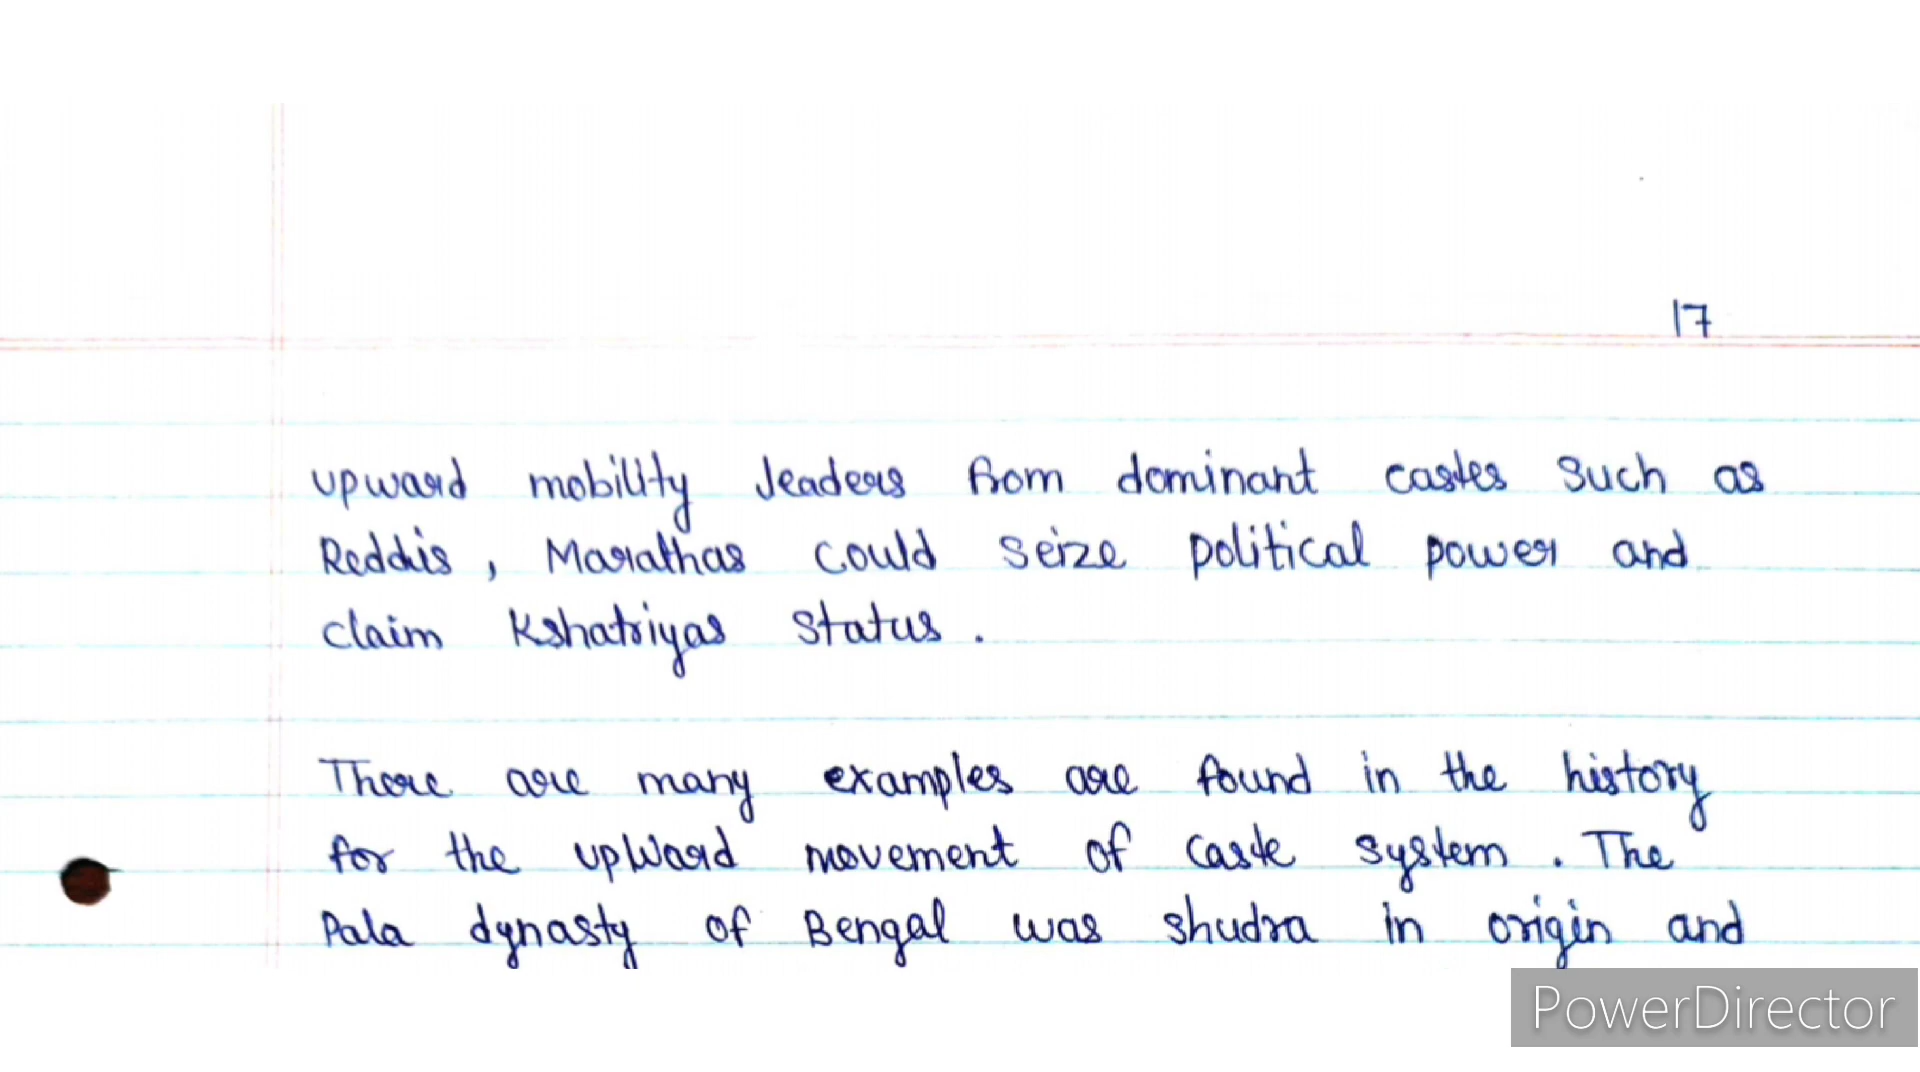 17
upward mobility leaders from dominant castes such as
Reddis, Marathas could seize political power and
claim Kshatriyas status.
There are many examples are found in the history
for the upward movement of caste system. The
Pala dynasty of Bengal was shudra in origin and
PowerDirector